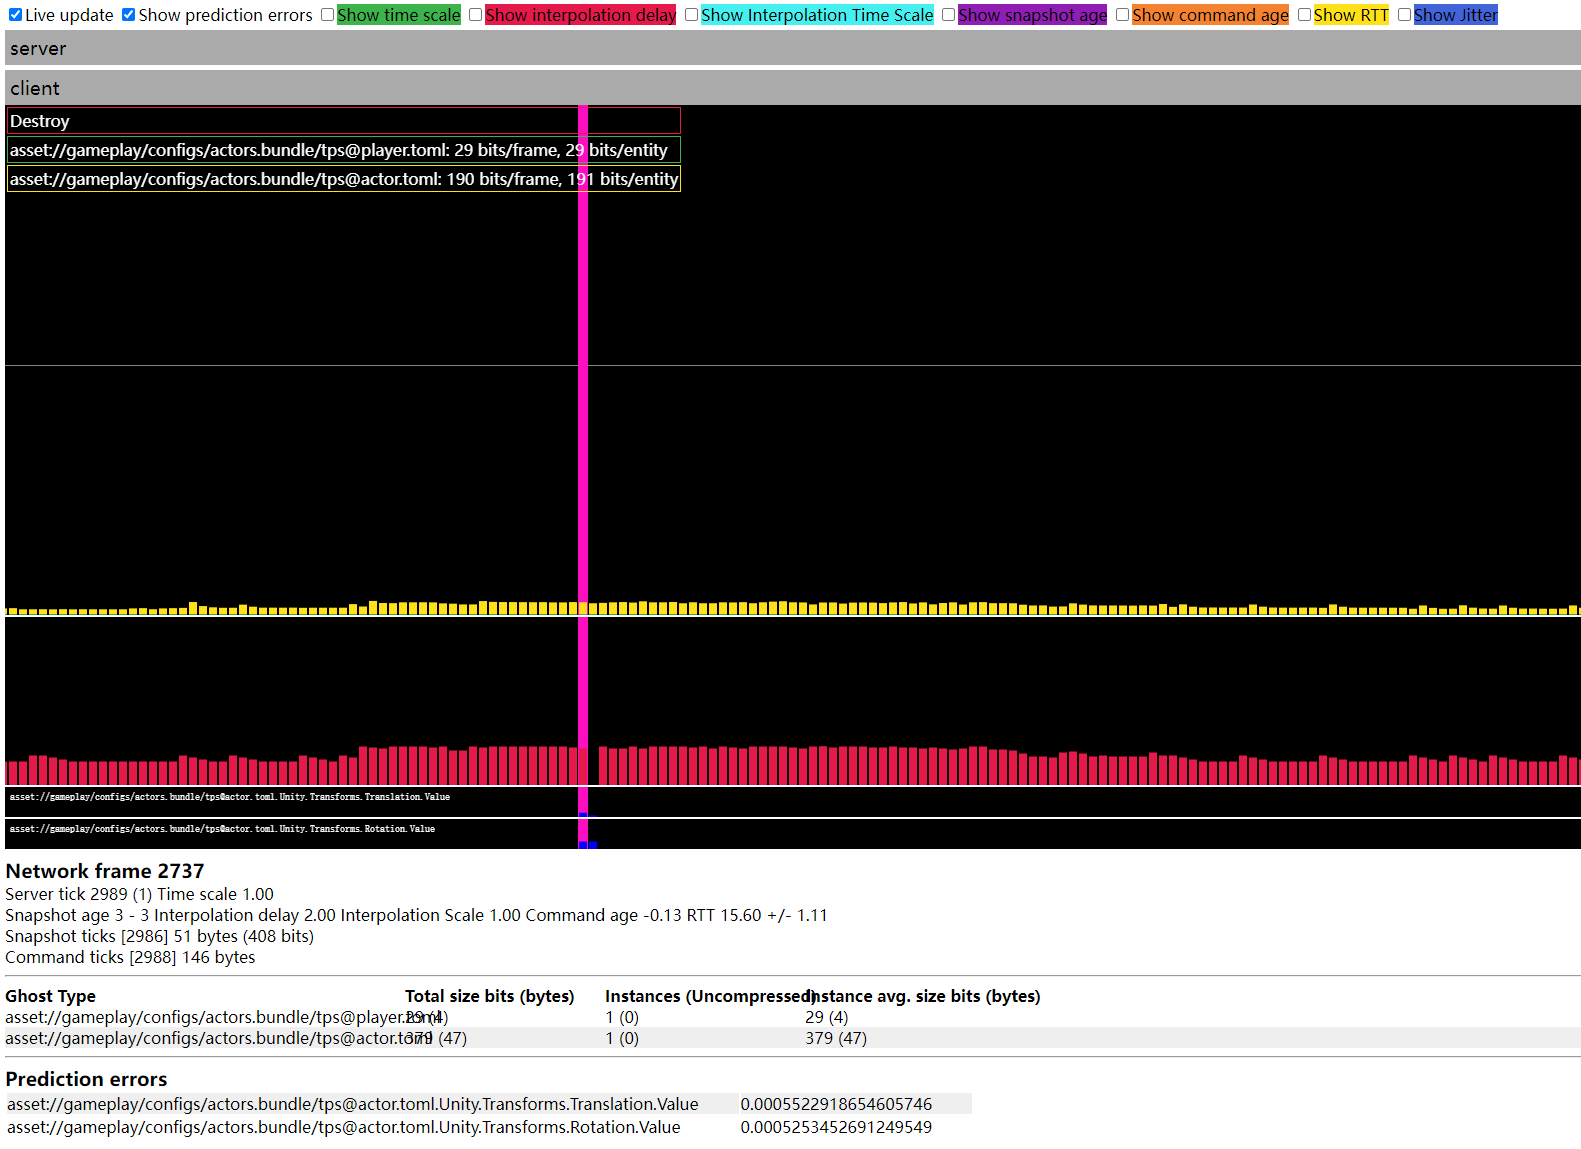 Live update Show prediction errors Show time scale Show interpolation delay Show Interpolation Time Scale Show snapshot age Show command age Show RTT Show Jitter
server
client
Destroy
asset://gameplay/configs/actors.bundle/tps@player.toml: 29 bits/frame, 29 bits/entity
asset://gameplay/configs/actors.bundle/tps@actor.toml: 190 bits/frame, 191 bits/entity
asset://gameplay/configs/actors.bundle/tps@actor.toml.Unity.Transforms.Translation.Value
asset://gameplay/configs/actors.bundle/tps@actor.toml.Unity.Transforms.Rotation.Value
Network frame 2737
Server tick 2989 (1) Time scale 1.00
Snapshot age 3 - 3 Interpolation delay 2.00 Interpolation Scale 1.00 Command age -0.13 RTT 15.60 +/- 1.11
Snapshot ticks [2986] 51 bytes (408 bits)
Command ticks [2988] 146 bytes
Ghost Type Total size bits (bytes) Instances (Uncompressed) Instance avg. size bits (bytes)
asset://gameplay/configs/actors.bundle/tps@player.toml 29 (4) 1 (0) 29 (4)
asset://gameplay/configs/actors.bundle/tps@actor.toml 379 (47) 1 (0) 379 (47)
Prediction errors
asset://gameplay/configs/actors.bundle/tps@actor.toml.Unity.Transforms.Translation.Value 0.0005522918654605746
asset://gameplay/configs/actors.bundle/tps@actor.toml.Unity.Transforms.Rotation.Value 0.0005253452691249549